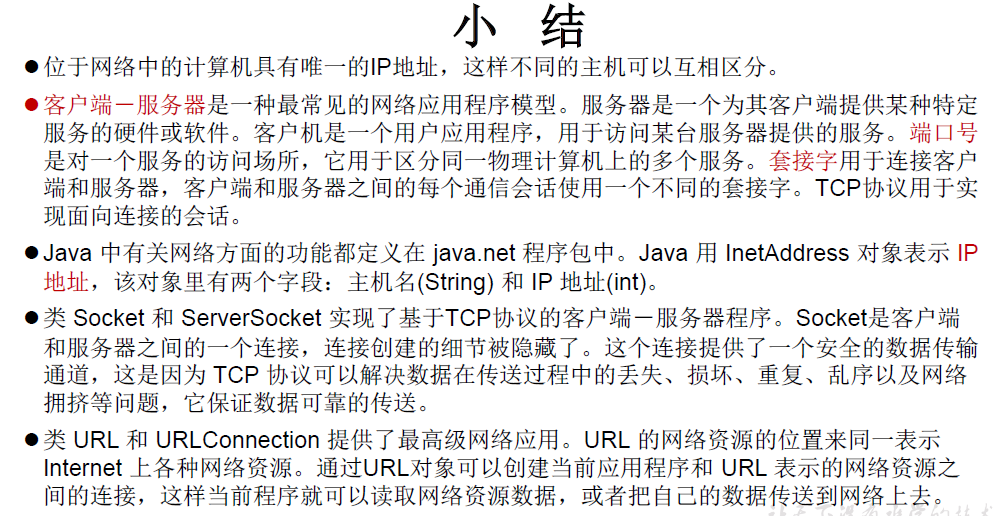 小 结
●位于网络中的计算机具有唯一的IP地址，这样不同的主机可以互相区分。
●客户端－服务器是一种最常见的网络应用程序模型。服务器是一个为其客户端提供某种特定
服务的硬件或软件。客户机是一个用户应用程序，用于访问某台服务器提供的服务。端口号
是对一个服务的访问场所，它用于区分同一物理计算机上的多个服务。套接字用于连接客户
端和服务器，客户端和服务器之间的每个通信会话使用一个不同的套接字。TCP协议用于实
现面向连接的会话。
●Java 中有关网络方面的功能都定义在 java.net 程序包中。Java 用 InetAddress 对象表示 IP
地址，该对象里有两个字段：主机名(String) 和 IP 地址(int)。
●类 Socket 和 ServerSocket 实现了基于TCP协议的客户端－服务器程序。Socket是客户端
和服务器之间的一个连接，连接创建的细节被隐藏了。这个连接提供了一个安全的数据传输
通道，这是因为 TCP 协议可以解决数据在传送过程中的丢失、损坏、重复、乱序以及网络
拥挤等问题，它保证数据可靠的传送。
●类 URL 和 URLConnection 提供了最高级网络应用。URL 的网络资源的位置来同一表示
Internet 上各种网络资源。通过URL对象可以创建当前应用程序和 URL 表示的网络资源之
间的连接，这样当前程序就可以读取网络资源数据，或者把自己的数据传送到网络上去。